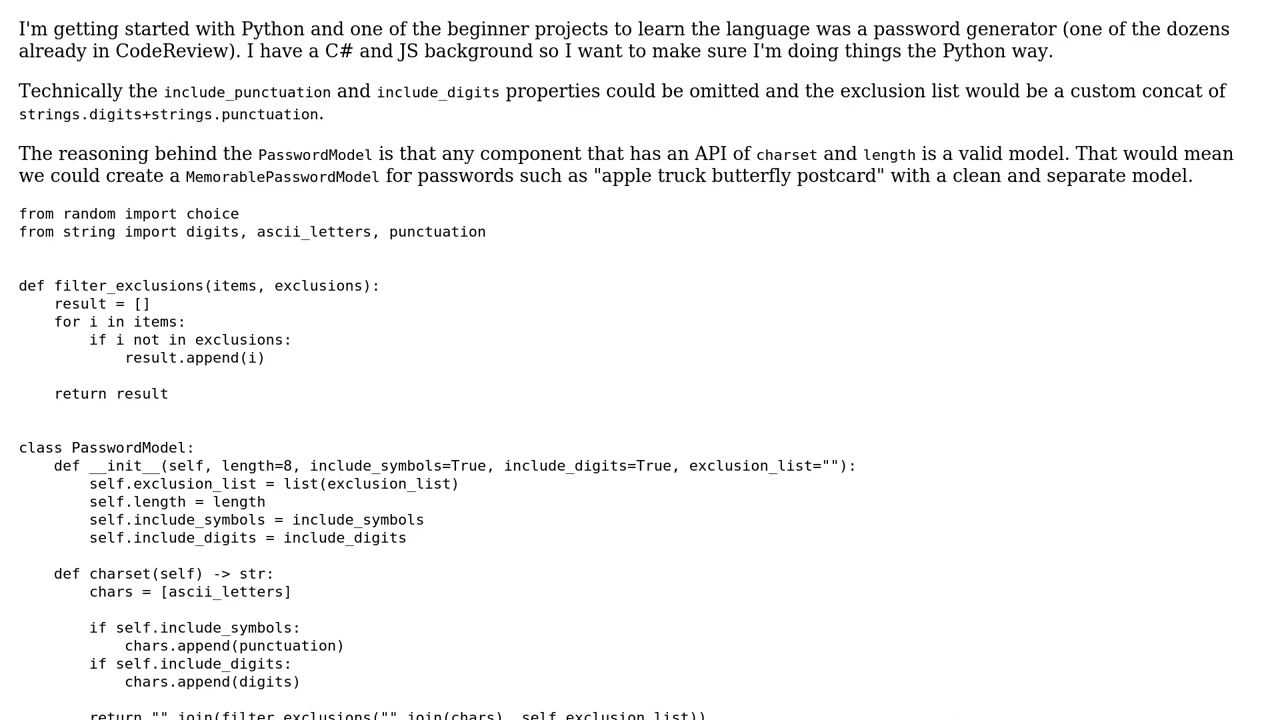 I'm getting started with Python and one of the beginner projects to learn the language was a password generator (one of the dozens
already in CodeReview). I have a C# and JS background so I want to make sure I'm doing things the Python way.
Technically the include_punctuation and include_digits properties could be omitted and the exclusion list would be a custom concat of
strings.digits+strings.punctuation.
The reasoning behind the PasswordModel is that any component that has an API of charset and length is a valid model. That would mean
we could create a MemorablePasswordModel for passwords such as "apple truck butterfly postcard" with a clean and separate model.
from random import choice
from string import digits, ascii_letters, punctuation
def filter_exclusions(items, exclusions):
    result = []
    for i in items:
        if i not in exclusions:
            result.append(i)
    return result
class PasswordModel:
    def __init__(self, length=8, include_symbols=True, include_digits=True, exclusion_list=""):
        self.exclusion_list = list(exclusion_list)
        self.length = length
        self.include_symbols = include_symbols
        self.include_digits = include_digits
    def charset(self) -> str:
        chars = [ascii_letters]
        if self.include_symbols:
            chars.append(punctuation)
        if self.include_digits:
            chars.append(digits)
        return "".join(filter_exclusions("".join(chars), self.exclusion_list))